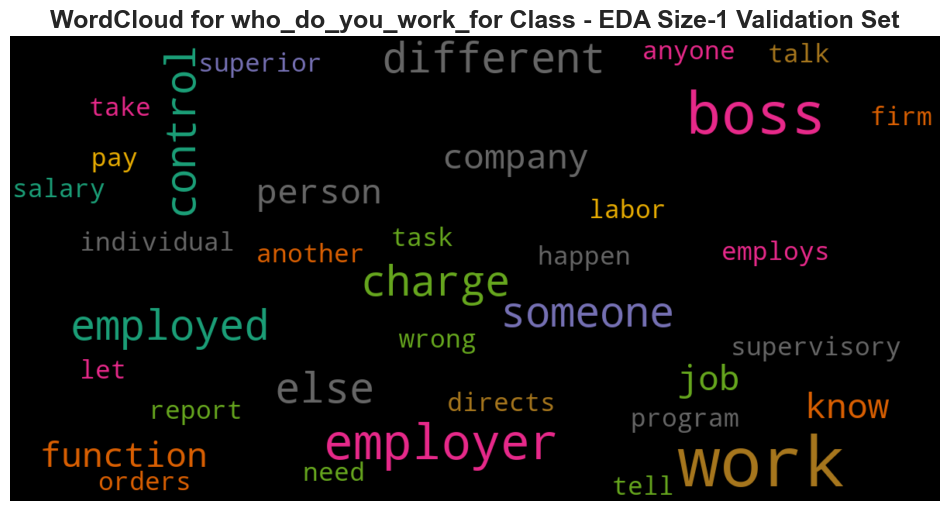 WordCloud for who_do_you_work_for Class - EDA Size-1 Validation Set
superior
control
different
anyone
talk
take
boss
firm
pay
company
salary
person
labor
individual
another
task
happen
employs
charge
employed
someone
wrong
supervisory
let
else
job
report
directs
program
know
function
employer
work
orders
need
tell